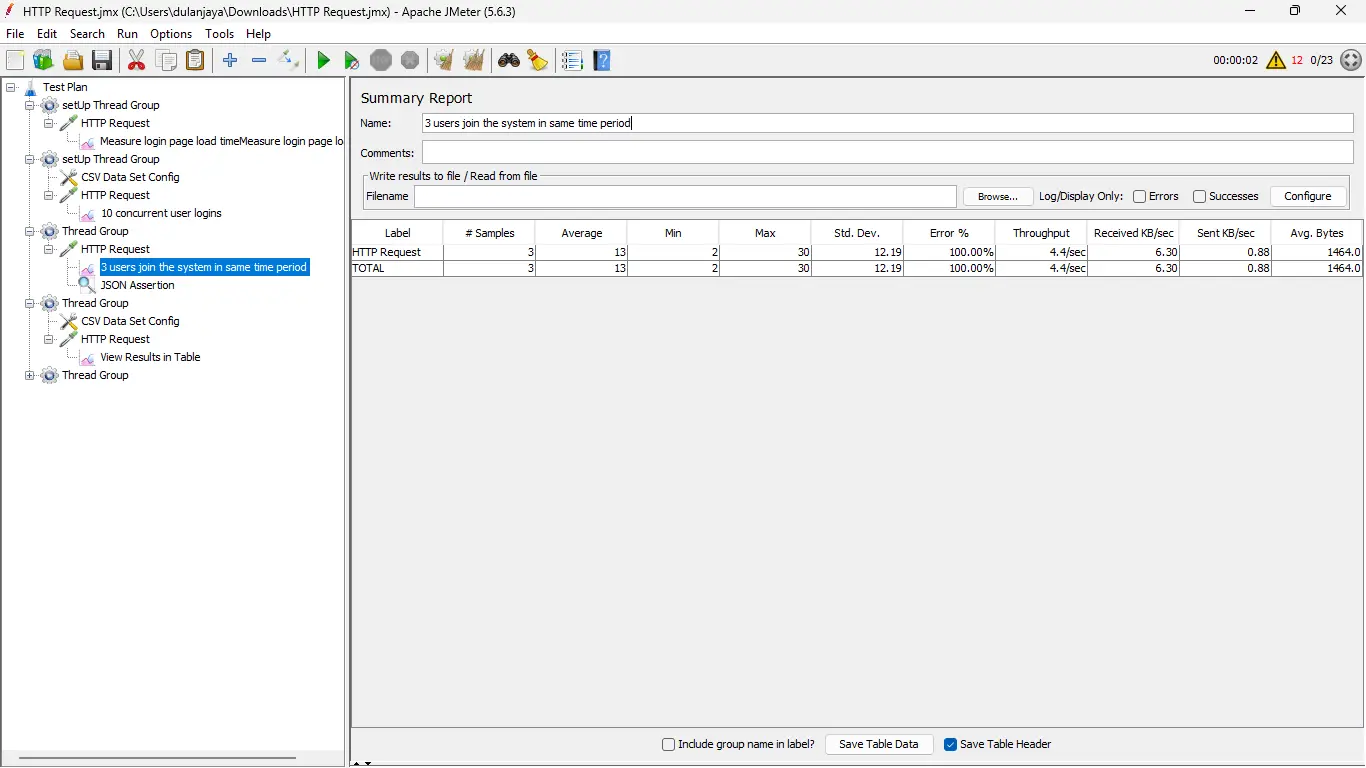 HTTP Request.jmx (C:\Users\dulanjaya\Downloads\HTTP Request.jmx) - Apache JMeter (5.6.3)
File Edit Search Run Options Tools Help
00:00:02 12 0/23
Test Plan
setUp Thread Group
HTTP Request
Measure login page load timeMeasure login page lo
setUp Thread Group
CSV Data Set Config
HTTP Request
10 concurrent user logins
Thread Group
HTTP Request
3 users join the system in same time period
JSON Assertion
Thread Group
CSV Data Set Config
HTTP Request
View Results in Table
Thread Group
Summary Report
Name: 3 users join the system in same time period
Comments:
Write results to file / Read from file
Filename Browse... Log/Display Only: Errors Successes Configure
Label # Samples Average Min Max Std. Dev. Error % Throughput Received KB/sec Sent KB/sec Avg. Bytes
HTTP Request 3 13 2 30 12.19 100.00% 4.4/sec 6.30 0.88 1464.0
TOTAL 3 13 2 30 12.19 100.00% 4.4/sec 6.30 0.88 1464.0
Include group name in label? Save Table Data Save Table Header